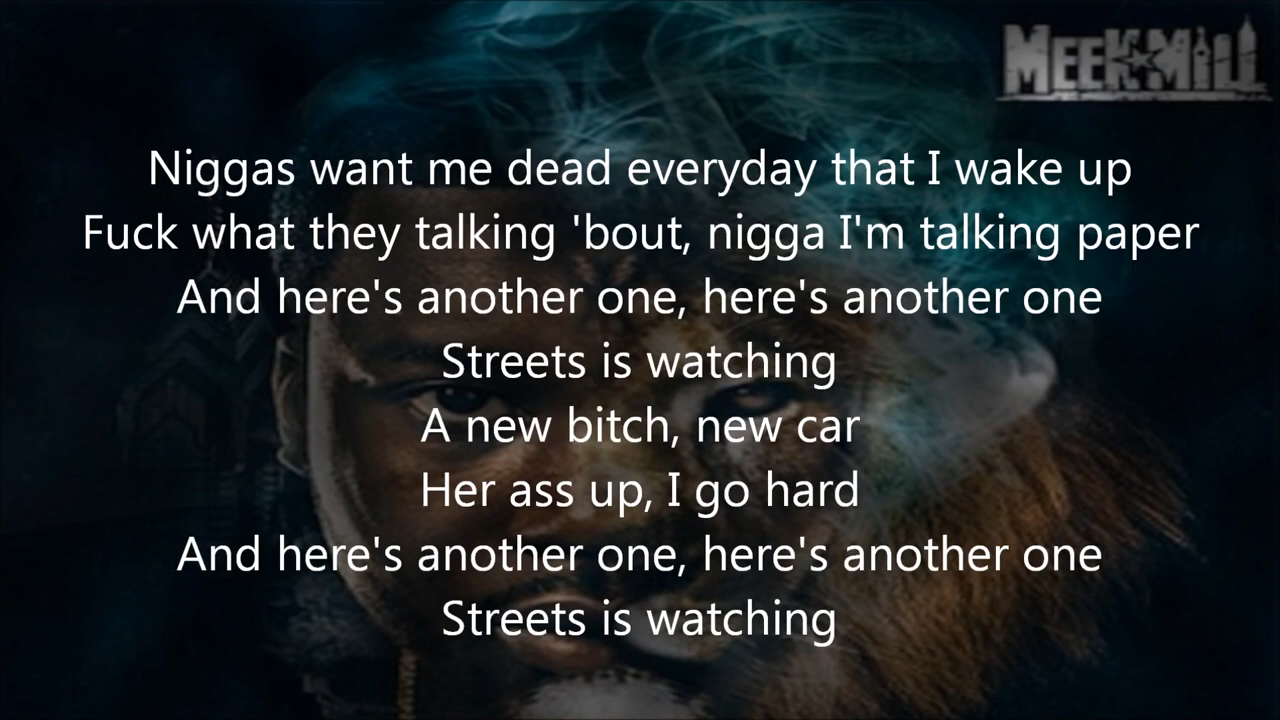 MEEK MILL
Niggas want me dead everyday that I wake up
Fuck what they talking 'bout, nigga I'm talking paper
And here's another one, here's another one
Streets is watching
A new bitch, new car
Her ass up, I go hard
And here's another one, here's another one
Streets is watching